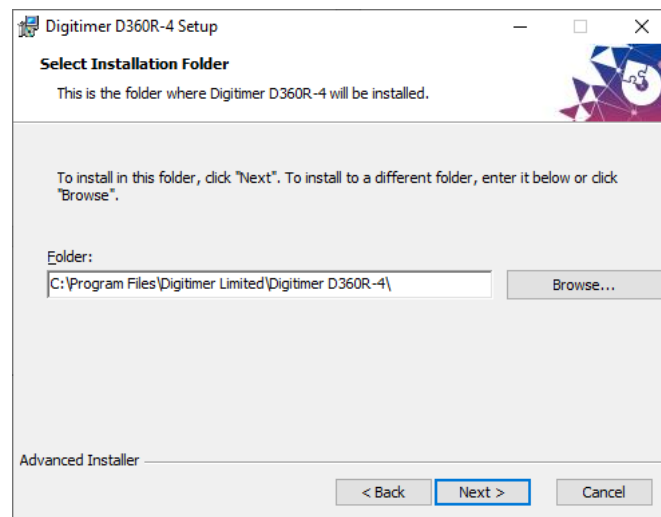 Digitimer D360R-4 Setup
Select Installation Folder
This is the folder where Digitimer D360R-4 will be installed.
To install in this folder, click "Next". To install to a different folder, enter it below or click
"Browse".
Folder:
C:\Program Files\Digitimer Limited\Digitimer D360R-4\
Browse...
Advanced Installer
< Back
Next >
Cancel